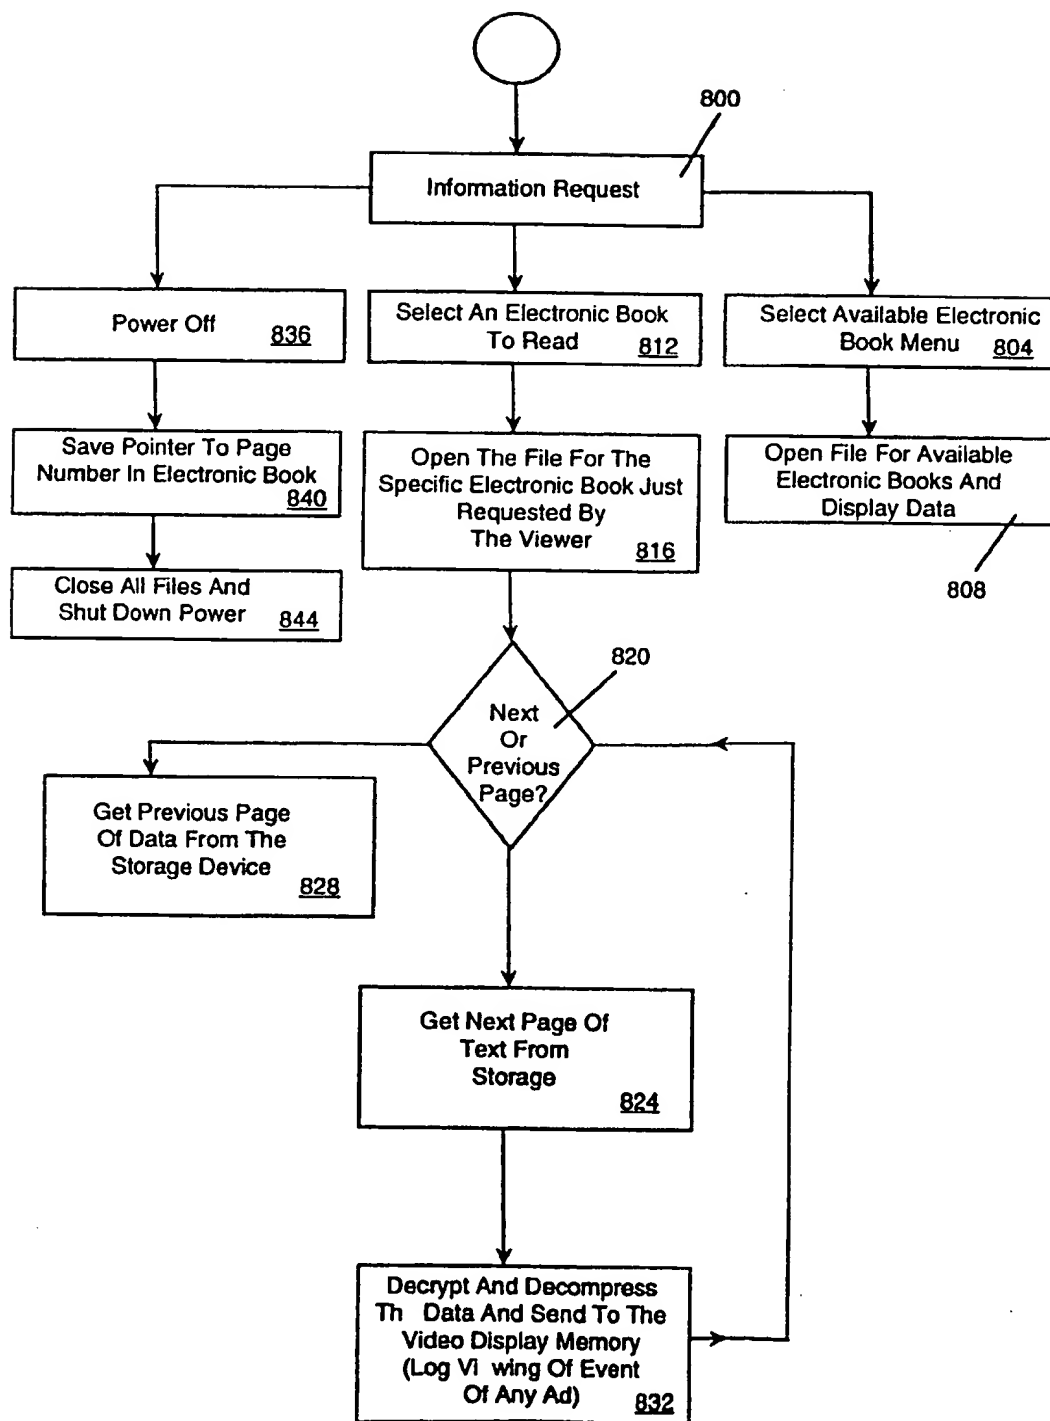 800
Information Request
Power Off
836
Select An Electronic Book
To Read
812
Select Available Electronic
Book Menu
804
Save Pointer To Page
Number In Electronic Book
840
Open The File For The
Specific Electronic Book Just
Requested By
The Viewer
816
Open File For Available
Electronic Books And
Display Data
808
Close All Files And
Shut Down Power
844
820
Next
Or
Previous
Page?
Get Previous Page
Of Data From The
Storage Device
828
Get Next Page Of
Text From
Storage
824
Decrypt And Decompress
Th Data And Send To The
Video Display Memory
(Log Vi wing Of Event
Of Any Ad)
832